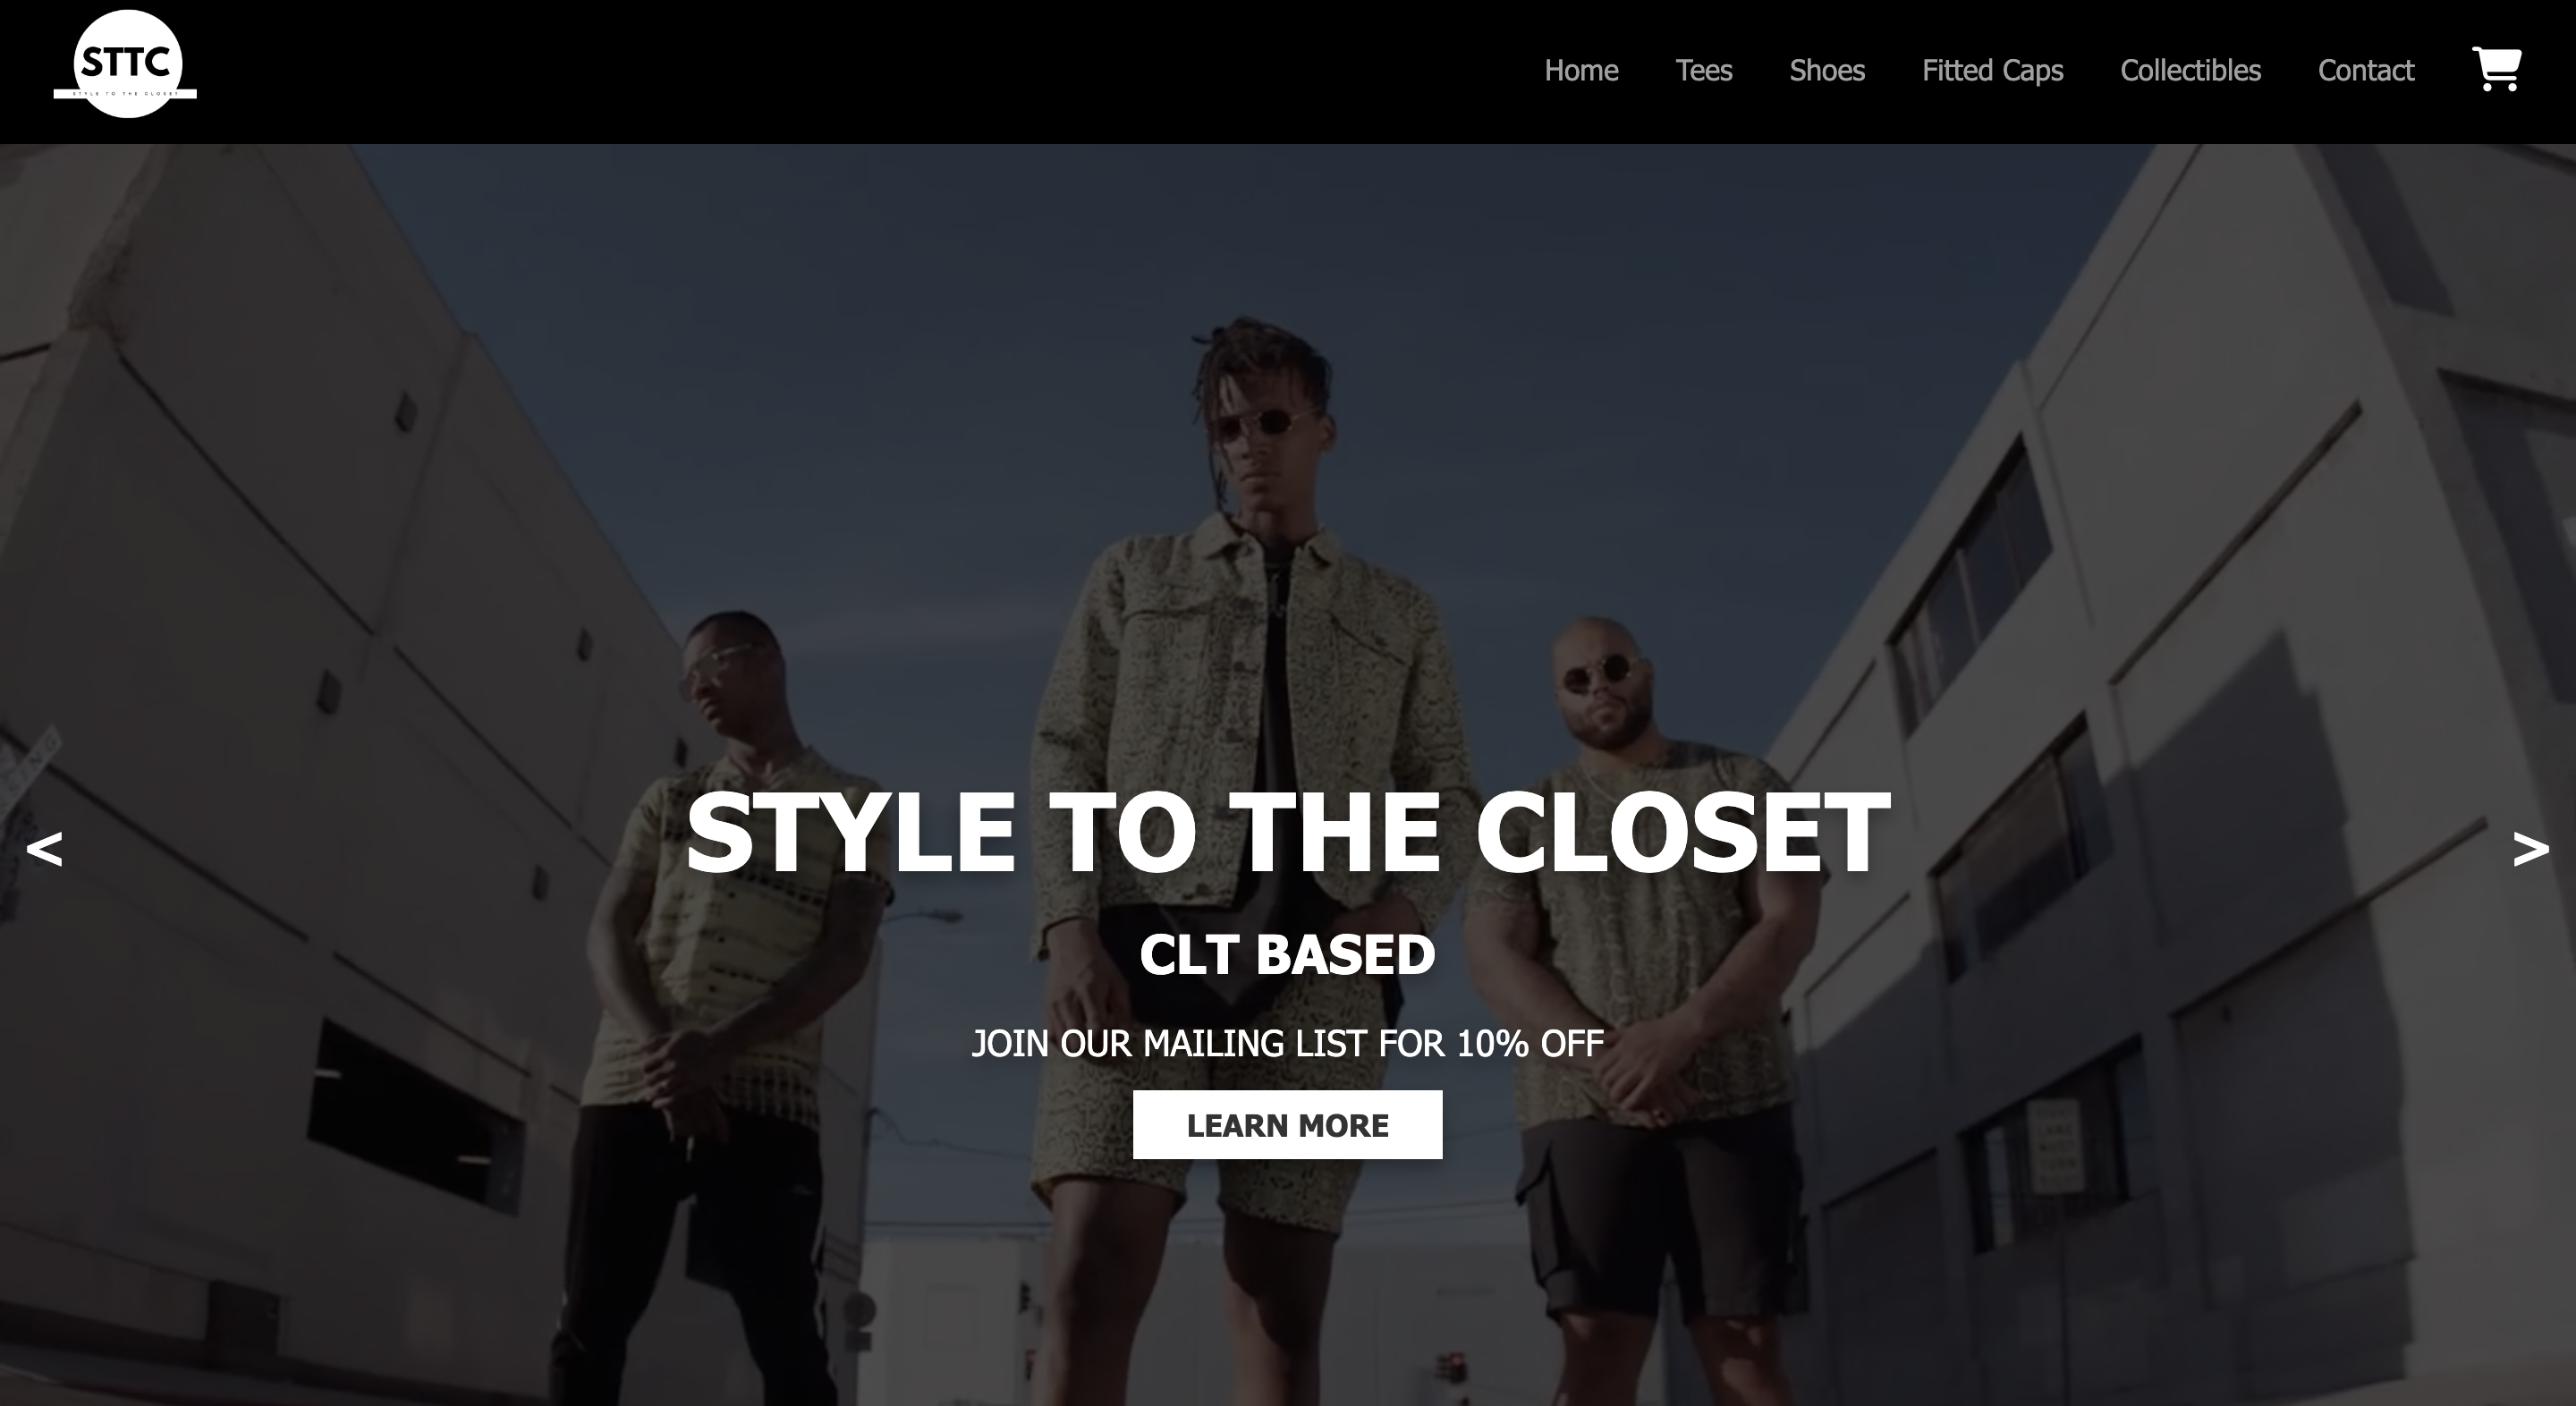 STTC
STYLE TO THE CLOSET
Home Tees Shoes Fitted Caps Collectibles Contact
STYLE TO THE CLOSET
< >
CLT BASED
JOIN OUR MAILING LIST FOR 10% OFF
LEARN MORE